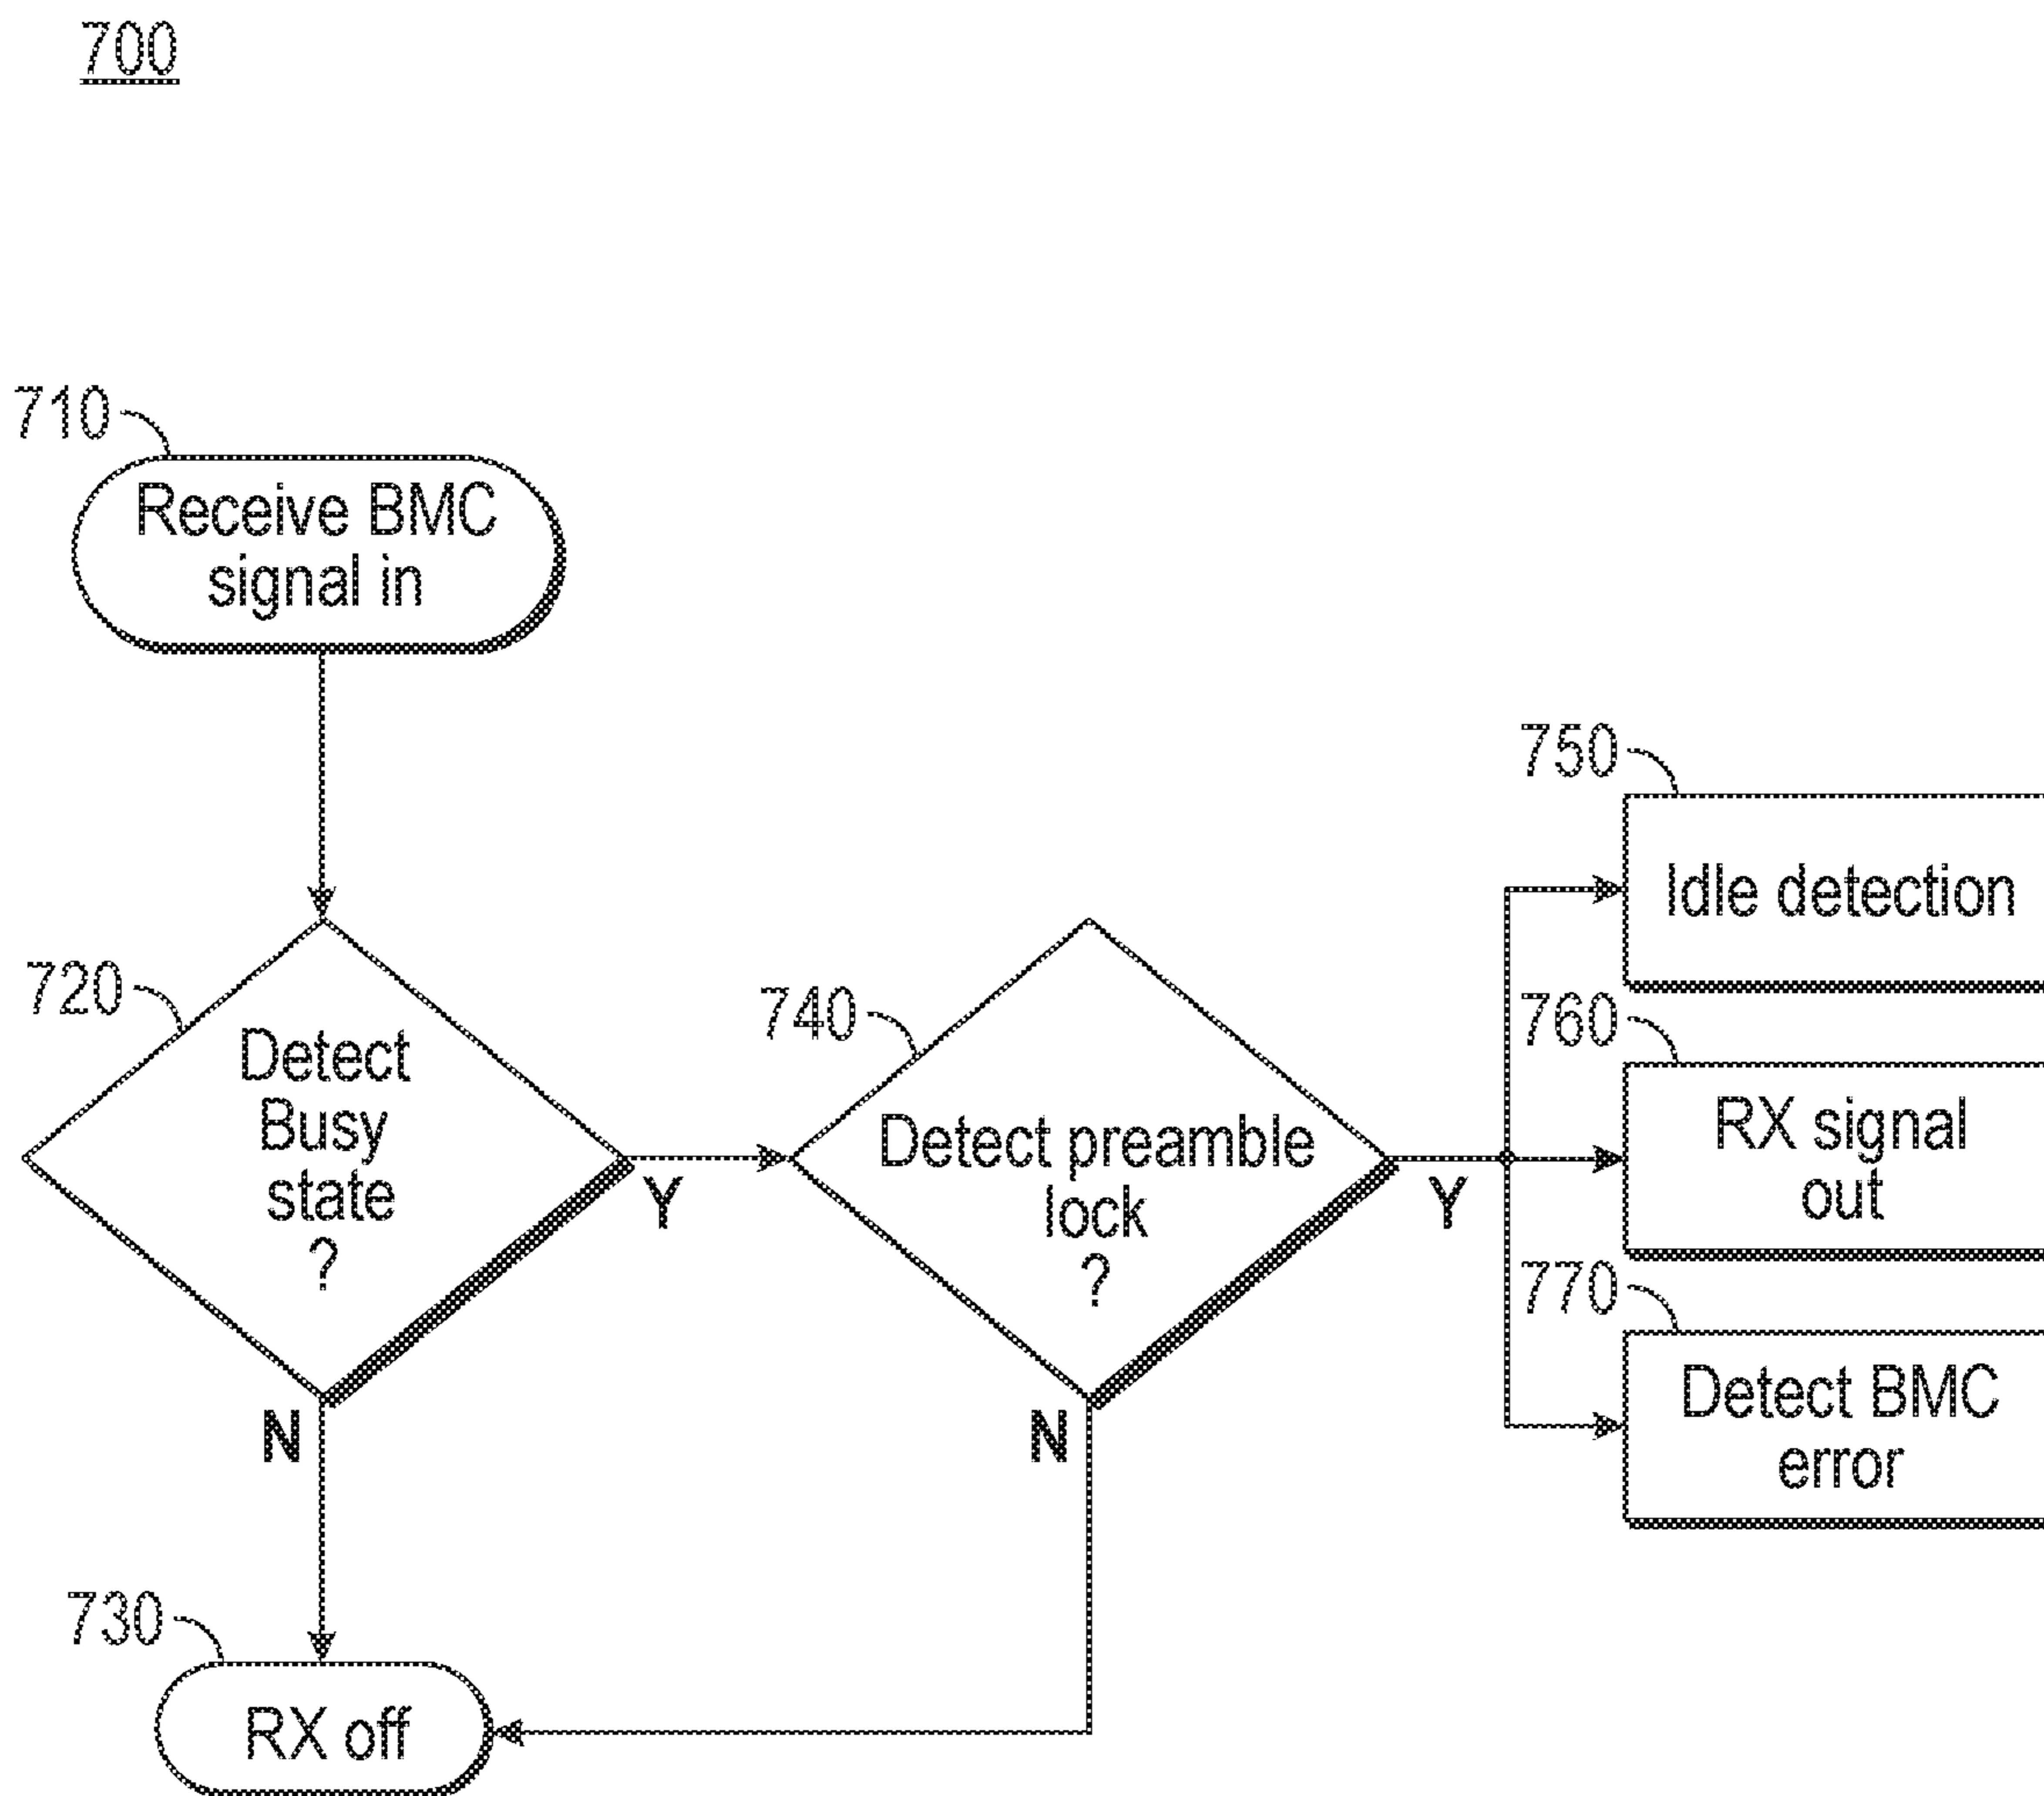 700
710
Receive BMC
signal in
720
Detect
Busy
state
?
Y
N
730
RX off
740
Detect preamble
lock
?
Y
N
750
Idle detection
760
RX signal
out
770
Detect BMC
error